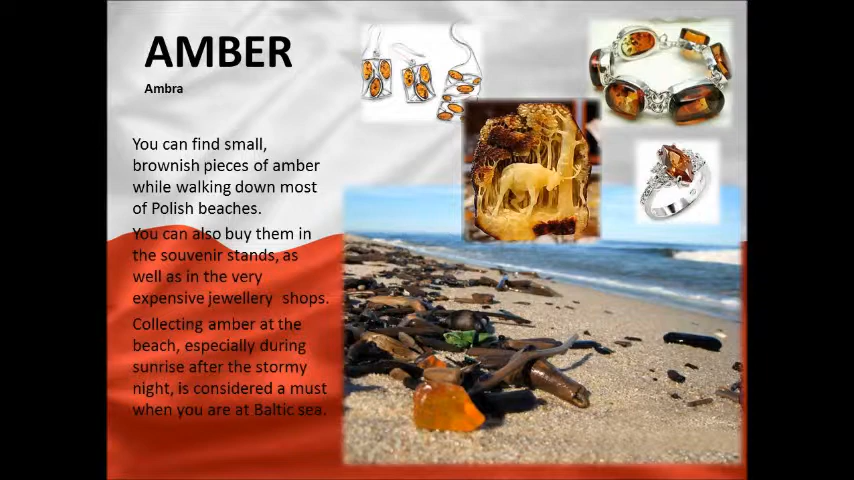 AMBER
Ambra
You can find small,
brownish pieces of amber
while walking down most
of Polish beaches.
You can also buy them in
the souvenir stands, as
well as in the very
expensive jewellery  shops.
Collecting amber at the
beach, especially during
sunrise after the stormy
night, is considered a must
when you are at Baltic sea.